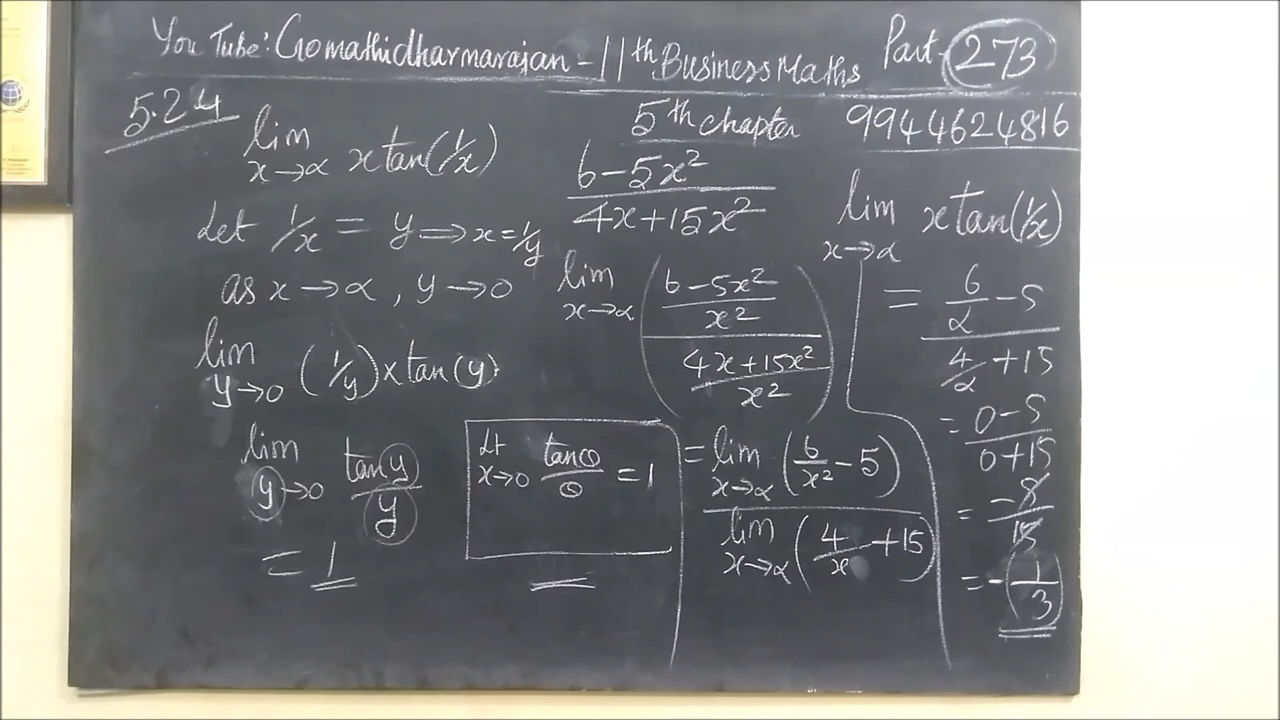 You Tube: Gomathidharmarajan - 11th Business Maths Part-273
5.24
5th chapter 9944624816
lim x→α x tan(1/x)
Let 1/x = y ⟹ x = 1/y
as x→α, y→0
lim y→0 (1/y) x tan(y)
lim y→0 tan y / y
= 1
Lt x→0 tanθ/θ = 1
6-5x² / 4x+15x²
lim x→α ( (6-5x² / x²) / (4x+15x² / x²) )
= lim x→α (6/x² - 5)
lim x→α (4/x + 15)
lim x→α x tan(1/x)
= 6/α - 5 / 4/α + 15
= 0-5 / 0+15
= -8 / 15
= -(1/3)